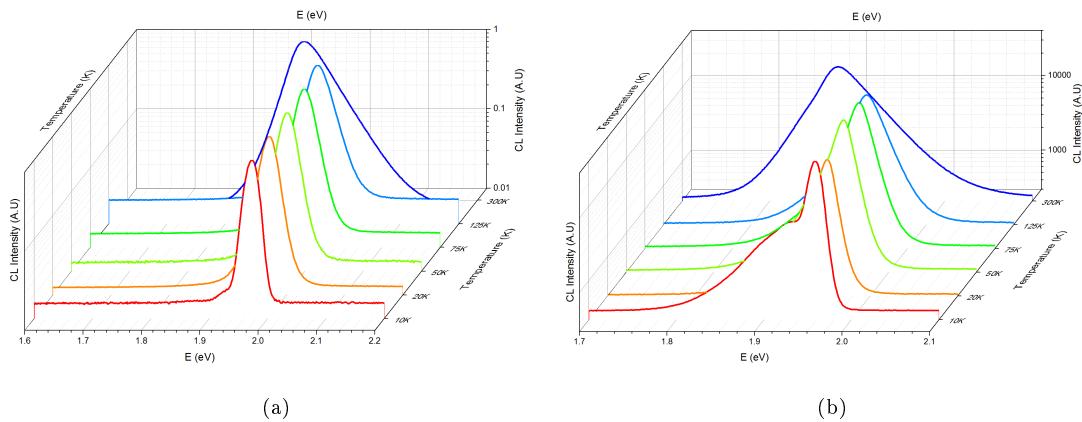 E (eV)
1
0.1
0.01
CL Intensity (A.U)
Temperature (K)
300K
125K
75K
50K
20K
10K
Temperature (K)
CL Intensity (A.U)
1.6 1.7 1.8 1.9 2.0 2.1 2.2
E (eV)
(a)
E (eV)
10000
1000
CL Intensity (A.U)
Temperature (K)
300K
125K
75K
50K
20K
10K
Temperature (K)
CL Intensity (A.U)
1.7 1.8 1.9 2.0 2.1
E (eV)
(b)